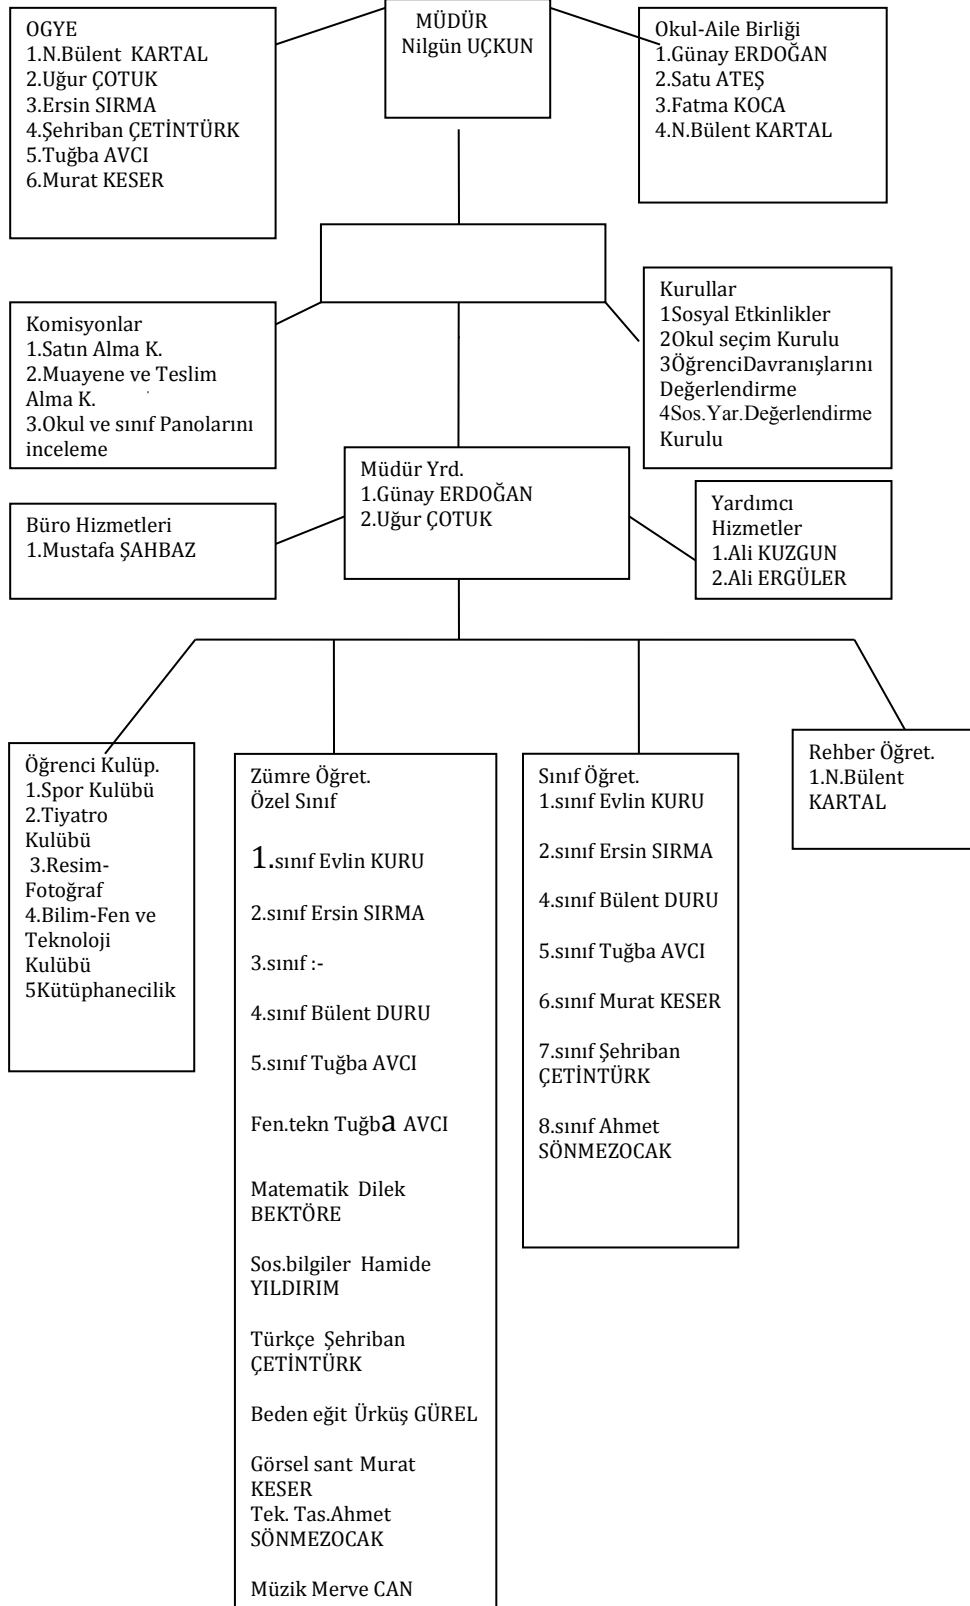 OGYE
1.N.Bülent KARTAL
2.Uğur ÇOTUK
3.Ersin SIRMA
4.Şehriban ÇETİNTÜRK
5.Tuğba AVCI
6.Murat KESER
MÜDÜR
Nilgün UÇKUN
Okul-Aile Birliği
1.Günay ERDOĞAN
2.Satu ATEŞ
3.Fatma KOCA
4.N.Bülent KARTAL
Komisyonlar
1.Satın Alma K.
2.Muayene ve Teslim
Alma K.
3.Okul ve sınıf Panolarını
inceleme
Kurullar
1Sosyal Etkinlikler
2Okul seçim Kurulu
3ÖğrenciDavranışlarını
Değerlendirme
4Sos.Yar.Değerlendirme
Kurulu
Müdür Yrd.
1.Günay ERDOĞAN
2.Uğur ÇOTUK
Büro Hizmetleri
1.Mustafa ŞAHBAZ
Yardımcı
Hizmetler
1.Ali KUZGUN
2.Ali ERGÜLER
Öğrenci Kulüp.
1.Spor Kulübü
2.Tiyatro
Kulübü
3.Resim-
Fotoğraf
4.Bilim-Fen ve
Teknoloji
Kulübü
5Kütüphanecilik
Zümre Öğret.
Özel Sınıf
1.sınıf Evlin KURU
2.sınıf Ersin SIRMA
3.sınıf :-
4.sınıf Bülent DURU
5.sınıf Tuğba AVCI
Fen.tekn Tuğba AVCI
Matematik Dilek
BEKTÖRE
Sos.bilgiler Hamide
YILDIRIM
Türkçe Şehriban
ÇETİNTÜRK
Beden eğit Ürküş GÜREL
Görsel sant Murat
KESER
Tek. Tas.Ahmet
SÖNMEZOCAK
Müzik Merve CAN
Sınıf Öğret.
1.sınıf Evlin KURU
2.sınıf Ersin SIRMA
4.sınıf Bülent DURU
5.sınıf Tuğba AVCI
6.sınıf Murat KESER
7.sınıf Şehriban
ÇETİNTÜRK
8.sınıf Ahmet
SÖNMEZOCAK
Rehber Öğret.
1.N.Bülent
KARTAL